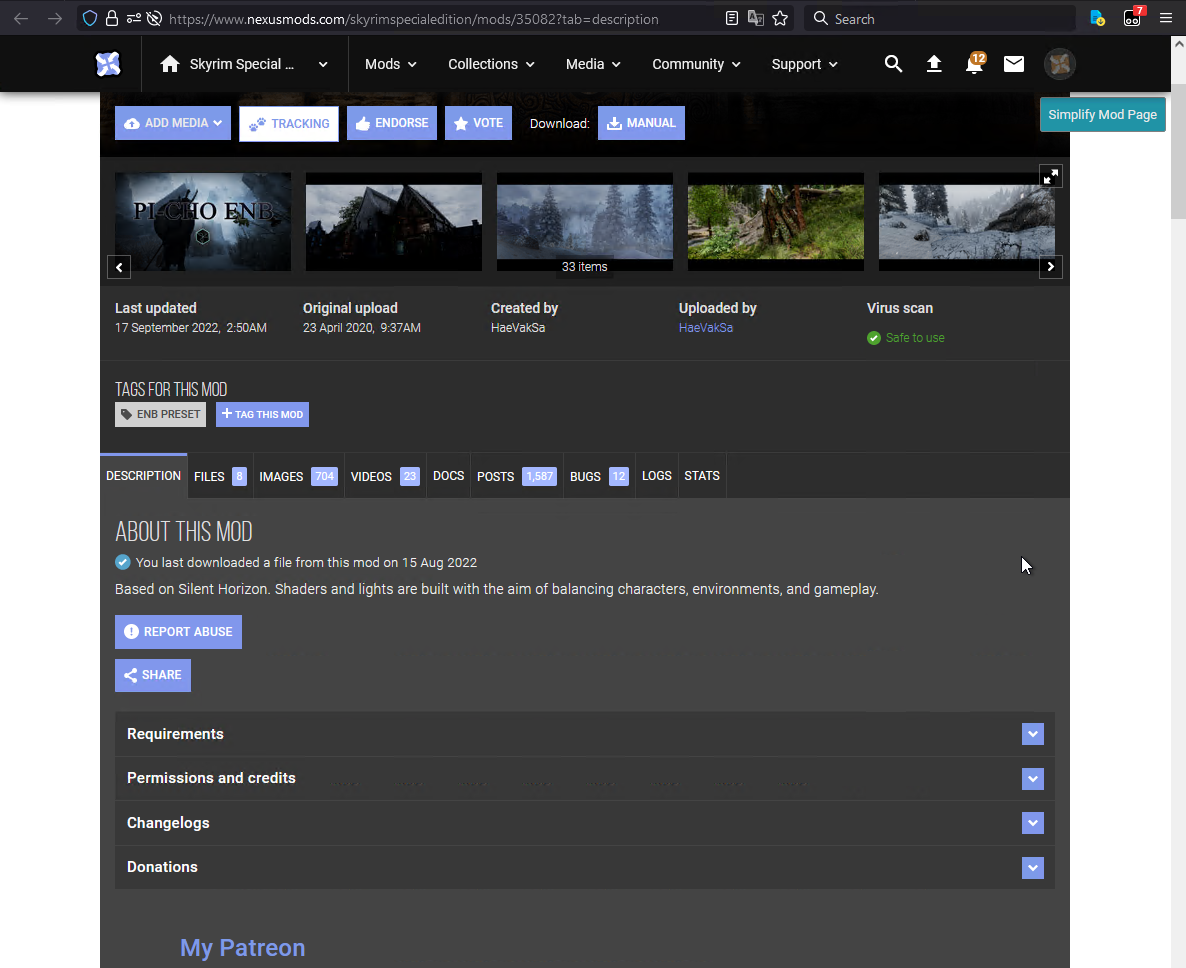 https://www.nexusmods.com/skyrimspecialedition/mods/35082?tab=description
Search
7
Skyrim Special ...
Mods
Collections
Media
Community
Support
12
ADD MEDIA
TRACKING
ENDORSE
VOTE
Download:
MANUAL
Simplify Mod Page
PI-CHO ENB
33 items
Last updated
Original upload
Created by
Uploaded by
Virus scan
17 September 2022, 2:50AM
23 April 2020, 9:37AM
HaeVakSa
HaeVakSa
Safe to use
TAGS FOR THIS MOD
ENB PRESET
TAG THIS MOD
DESCRIPTION
FILES 8
IMAGES 704
VIDEOS 23
DOCS
POSTS 1,587
BUGS 12
LOGS
STATS
ABOUT THIS MOD
You last downloaded a file from this mod on 15 Aug 2022
Based on Silent Horizon. Shaders and lights are built with the aim of balancing characters, environments, and gameplay.
REPORT ABUSE
SHARE
Requirements
Permissions and credits
Changelogs
Donations
My Patreon